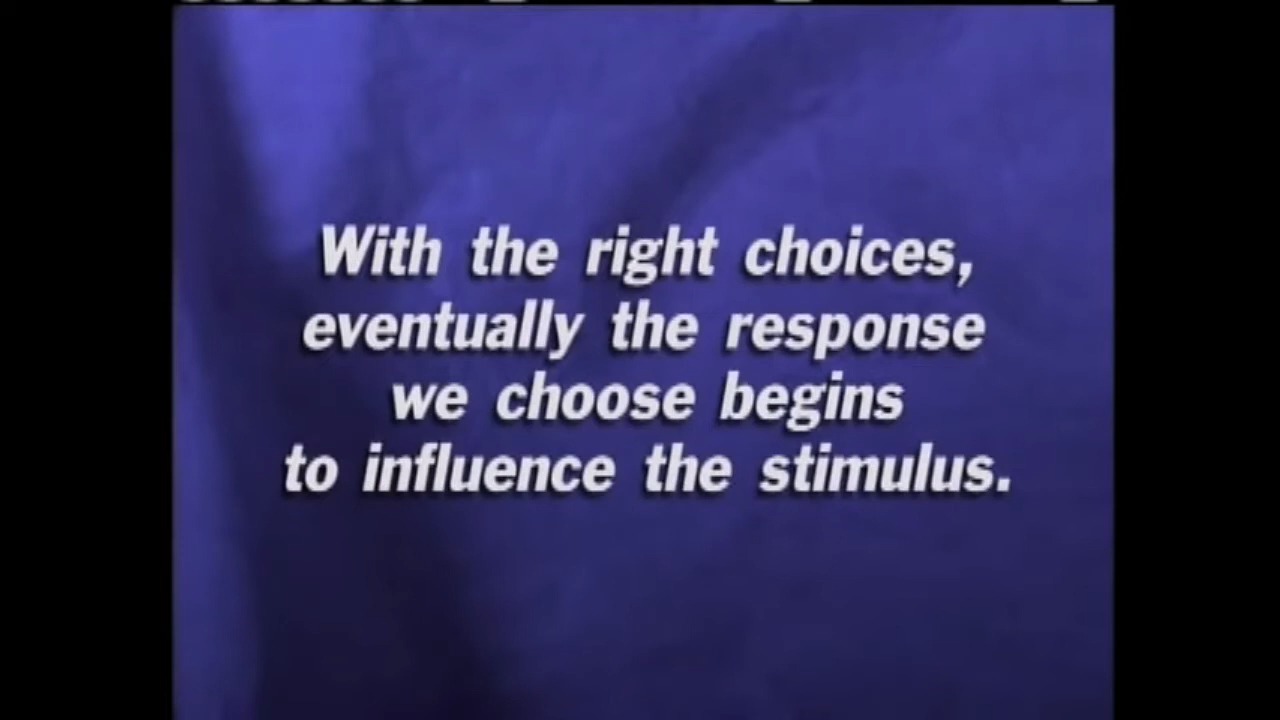 With the right choices,
eventually the response
we choose begins
to influence the stimulus.